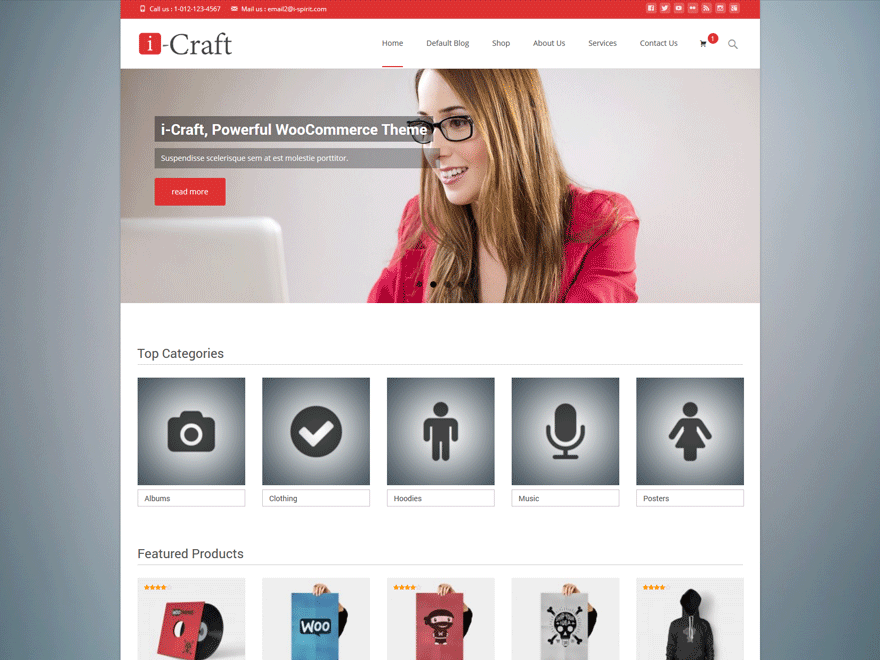 Call us : 1-012-123-4567 Mail us : email2@i-spirit.com
i-Craft
Home Default Blog Shop About Us Services Contact Us 1
i-Craft, Powerful WooCommerce Theme
Suspendisse scelerisque sem at est molestie porttitor.
read more
Top Categories
Albums Clothing Hoodies Music Posters
Featured Products
WOO